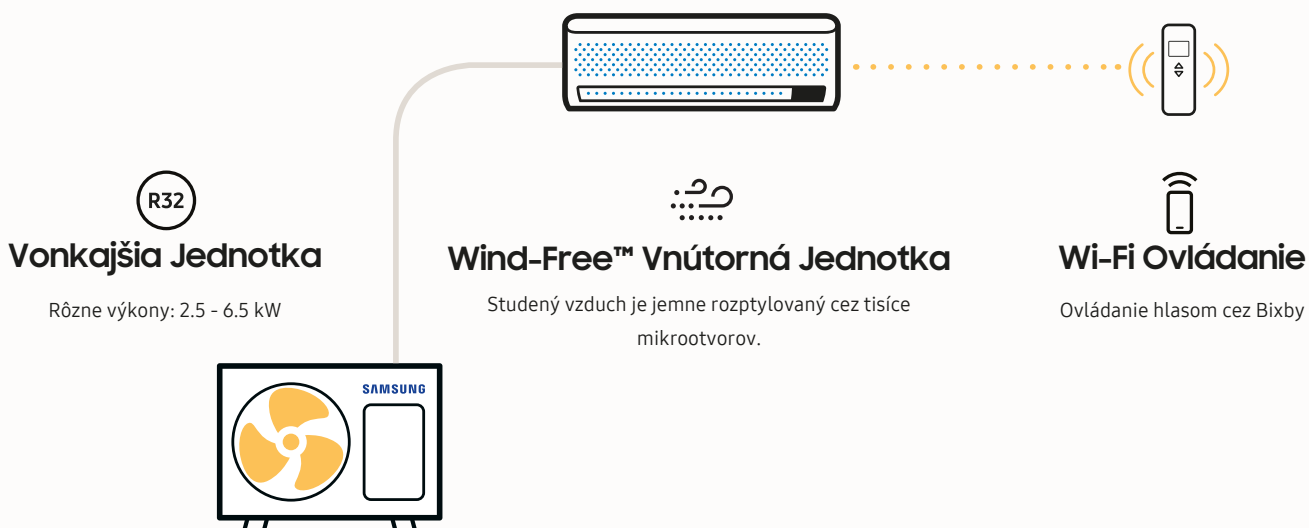 R32
Vonkajšia Jednotka
Rôzne výkony: 2.5 - 6.5 kW
Wind-Free™ Vnútorná Jednotka
Studený vzduch je jemne rozptylovaný cez tisíce
mikrootvorov.
Wi-Fi Ovládanie
Ovládanie hlasom cez Bixby
SAMSUNG